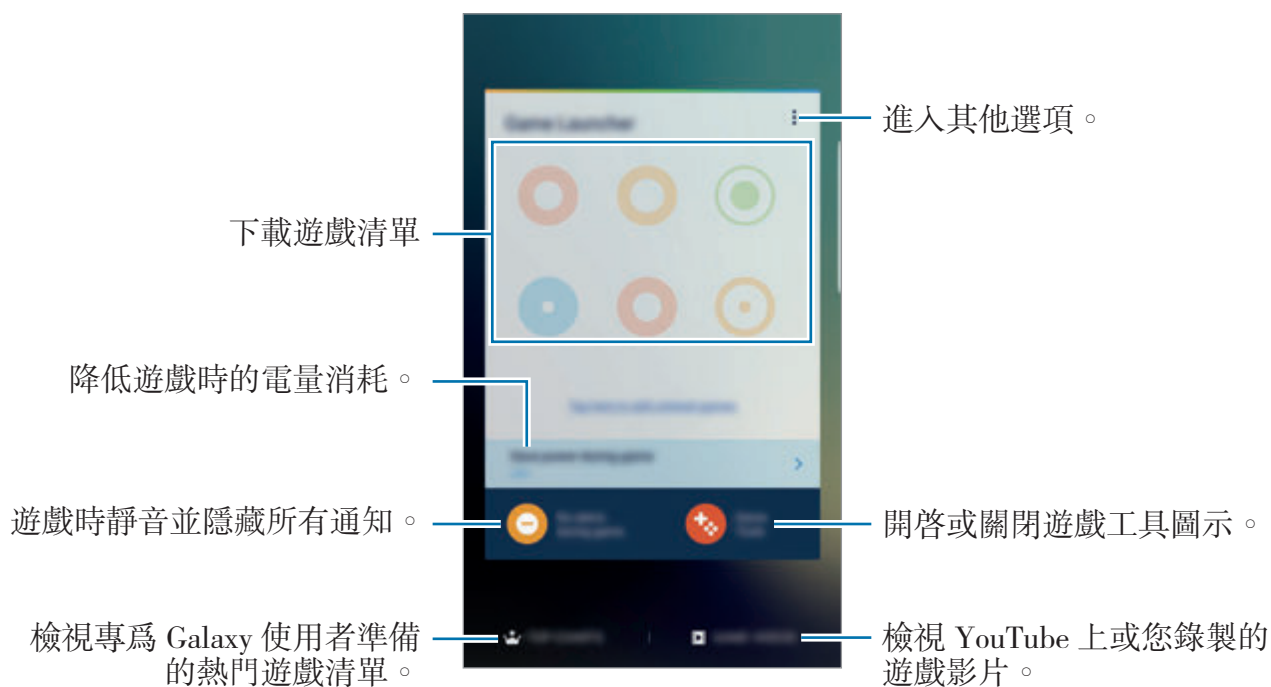 進入其他選項。
下載遊戲清單
降低遊戲時的電量消耗。
遊戲時靜音並隱藏所有通知。
開啓或關閉遊戲工具圖示。
檢視專爲 Galaxy 使用者準備
的熱門遊戲清單。
檢視 YouTube 上或您錄製的
遊戲影片。
Game Launcher